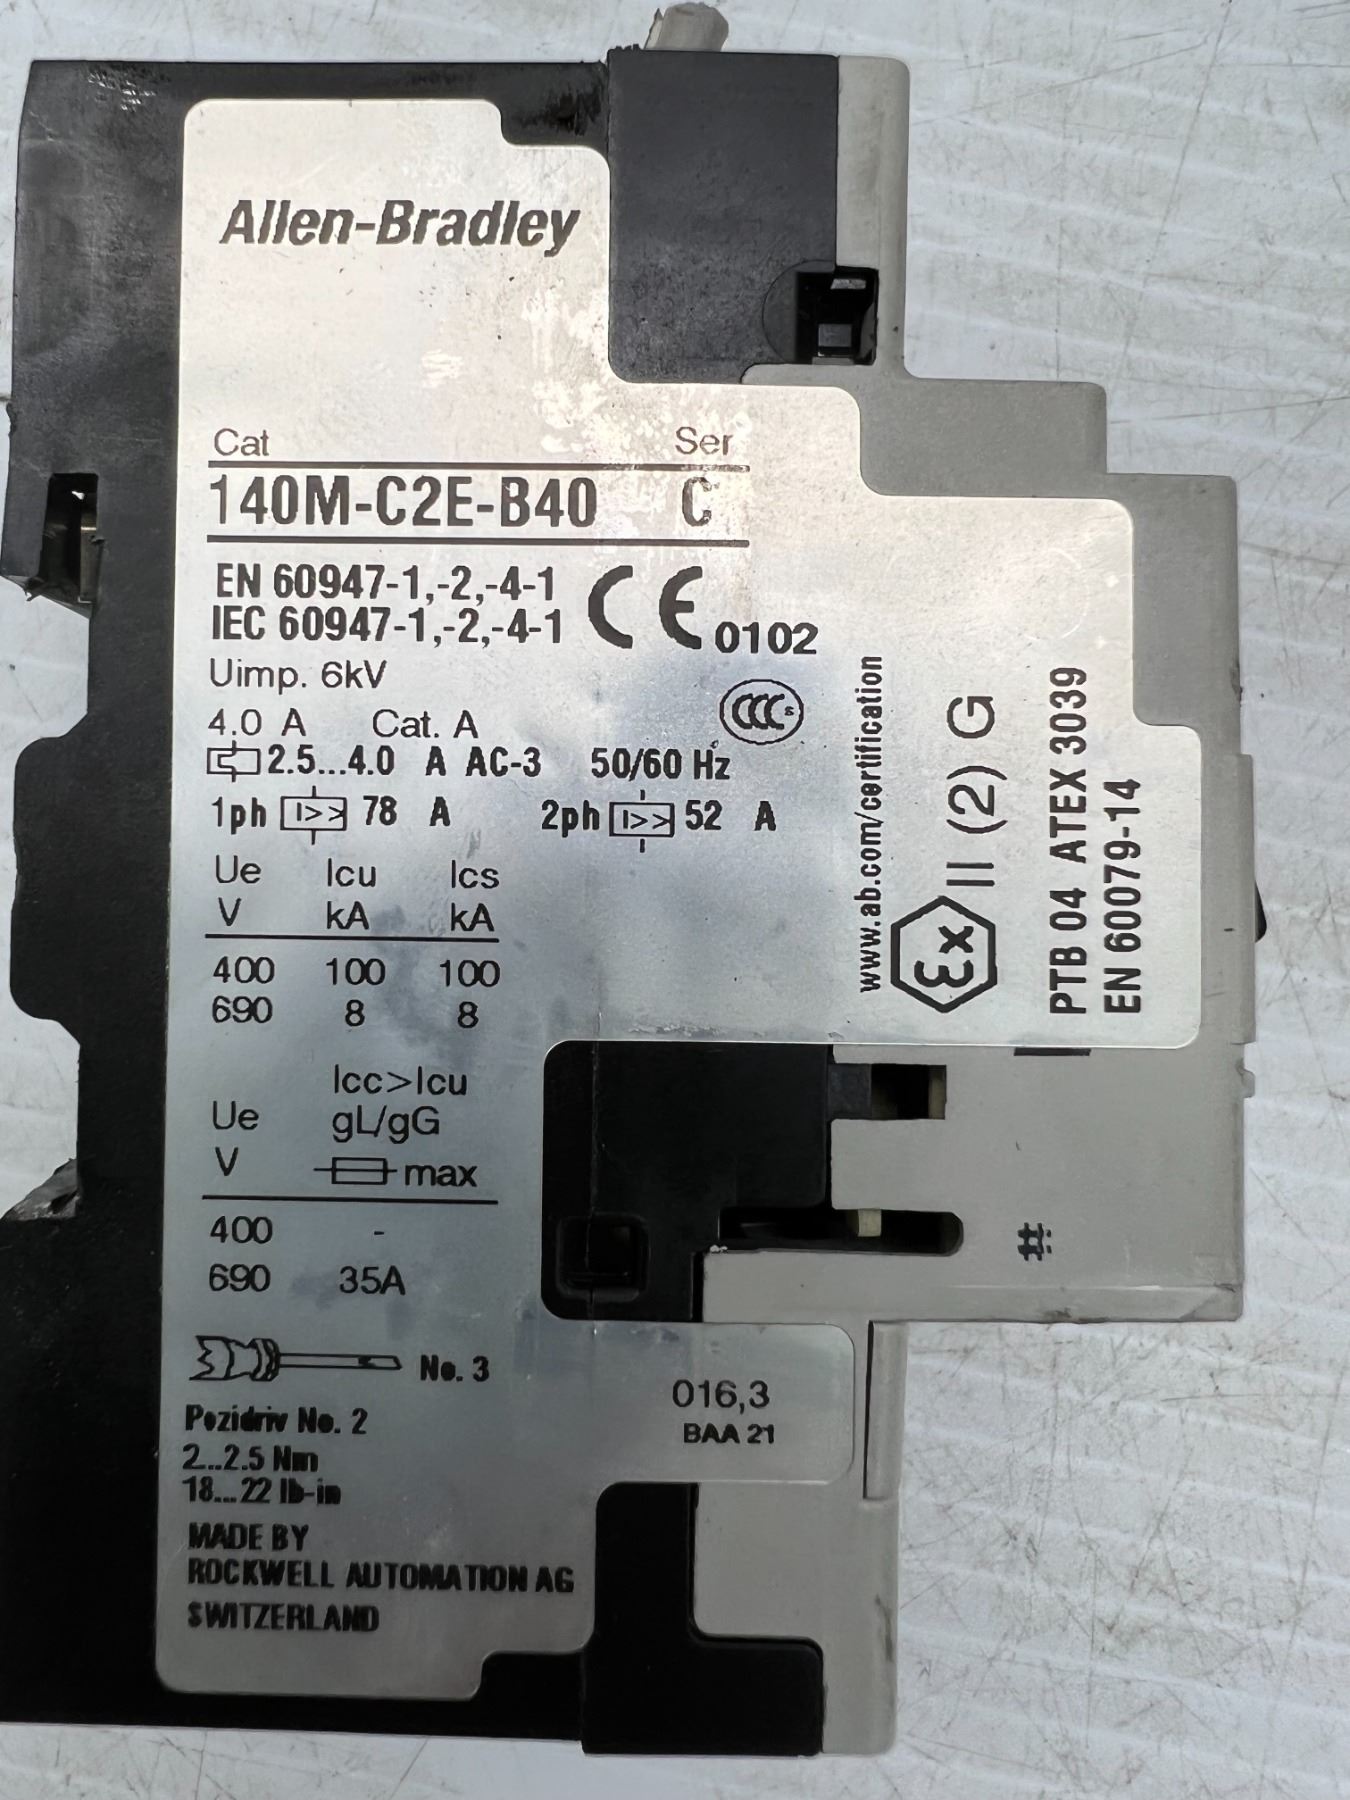 Allen-Bradley
Cat Ser
140M-C2E-B40 C
EN 60947-1,-2,-4-1
IEC 60947-1,-2,-4-1
CE 0102
Uimp. 6kV
CCC S
4.0 A Cat. A
2.5...4.0 A AC-3 50/60 Hz
1ph I>> 78 A 2ph I>> 52 A
Ue Icu Ics
V kA kA
400 100 100
690 8 8
Icc>Icu
Ue gL/gG
V max
400 -
690 35A
No. 3
Pozidriv No. 2
2...2.5 Nm
18...22 lb-in
MADE BY
ROCKWELL AUTOMATION AG
SWITZERLAND
016,3
BAA 21
www.ab.com/certification
Ex II (2) G
PTB 04 ATEX 3039
EN 60079-14